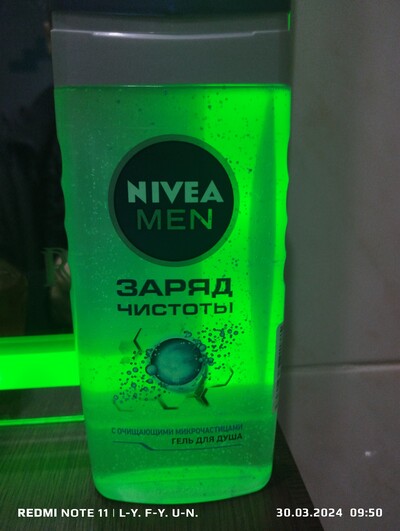 NIVEA
MEN
ЗАРЯД
ЧИСТОТЫ
С ОЧИЩАЮЩИМИ МИКРОЧАСТИЦАМИ
ГЕЛЬ ДЛЯ ДУША
REDMI NOTE 11 | L-Y. F-Y. U-N.
30.03.2024 09:50